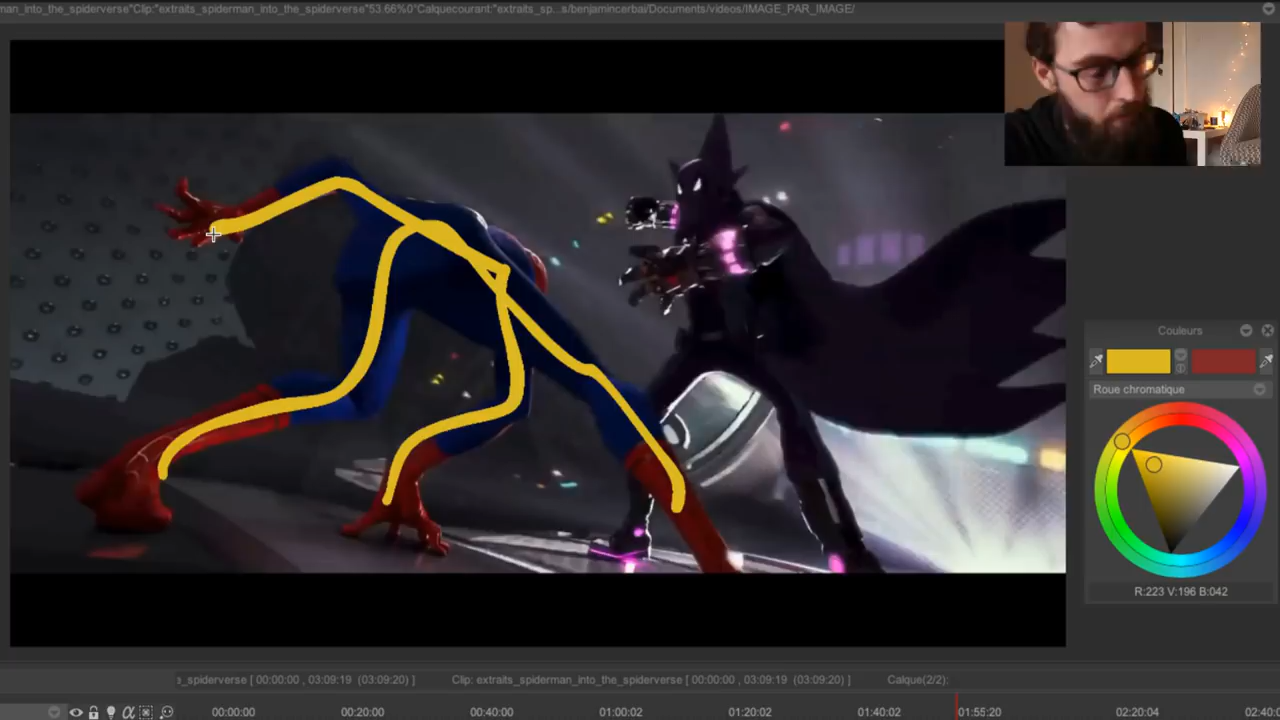 man_into_the_spiderverse"Clip:"extraits_spiderman_into_the_spiderverse"53.66%0"Calquecourant:"extraits_sp...s/benjamincerbai/Documents/videos/IMAGE_PAR_IMAGE/
Couleurs
Roue chromatique
R:223 V:196 B:042
s_spiderverse [ 00:00:00 , 03:09:19 (03:09:20) ] Clip: extraits_spiderman_into_the_spiderverse [ 00:00:00 , 03:09:19 (03:09:20) ] Calque(2/2):
00:00:00 00:20:00 00:40:00 01:00:02 01:20:02 01:40:02 01:55:20 02:20:04 02:40:0